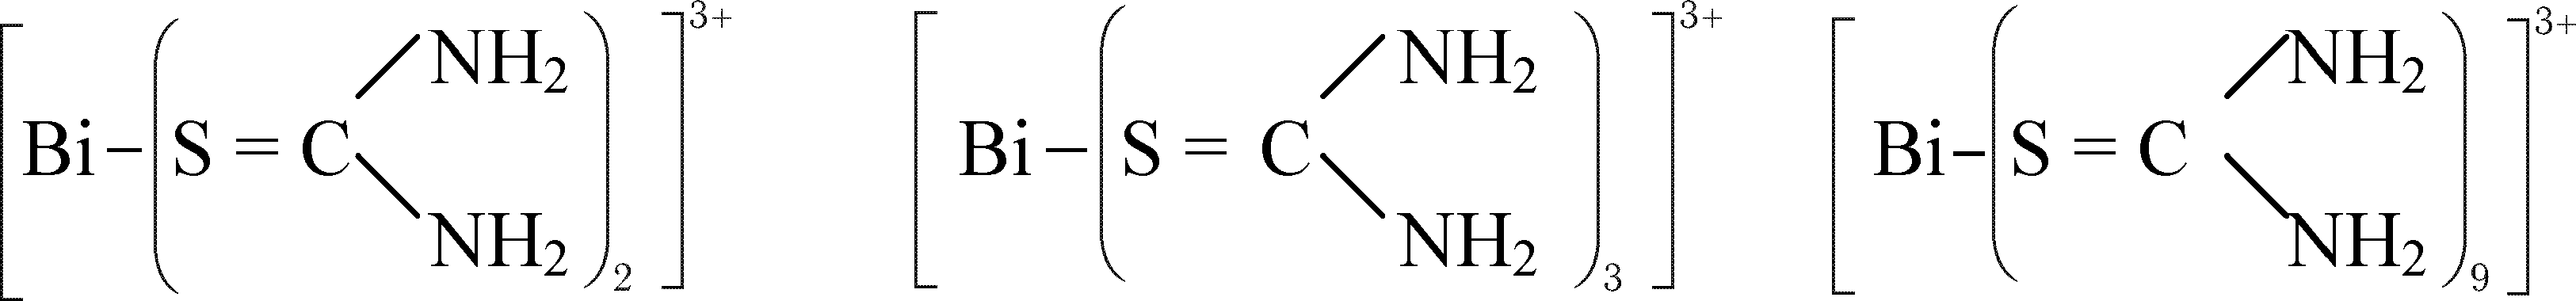 [Bi–(S=C(NH2)NH2)2]3+ [Bi–(S=C(NH2)NH2)3]3+ [Bi–(S=C(NH2)NH2)9]3+